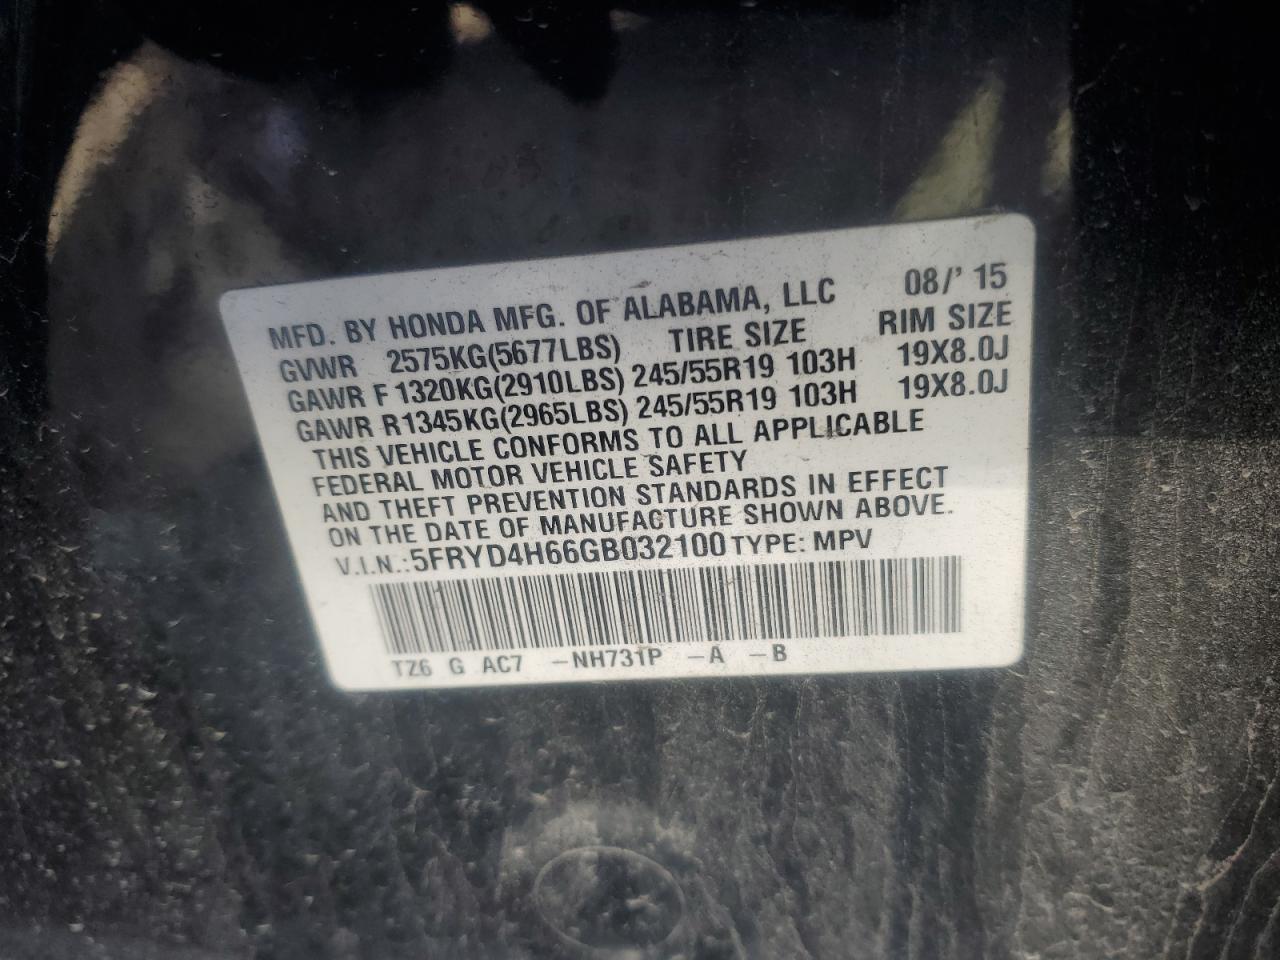 MFD. BY HONDA MFG. OF ALABAMA, LLC 08/' 15
GVWR 2575KG(5677LBS) TIRE SIZE RIM SIZE
GAWR F 1320KG(2910LBS) 245/55R19 103H 19X8.0J
GAWR R1345KG(2965LBS) 245/55R19 103H 19X8.0J
THIS VEHICLE CONFORMS TO ALL APPLICABLE
FEDERAL MOTOR VEHICLE SAFETY
AND THEFT PREVENTION STANDARDS IN EFFECT
ON THE DATE OF MANUFACTURE SHOWN ABOVE.
V.I.N.:5FRYD4H66GB032100 TYPE: MPV
TZ6 G AC7 -NH731P -A -B